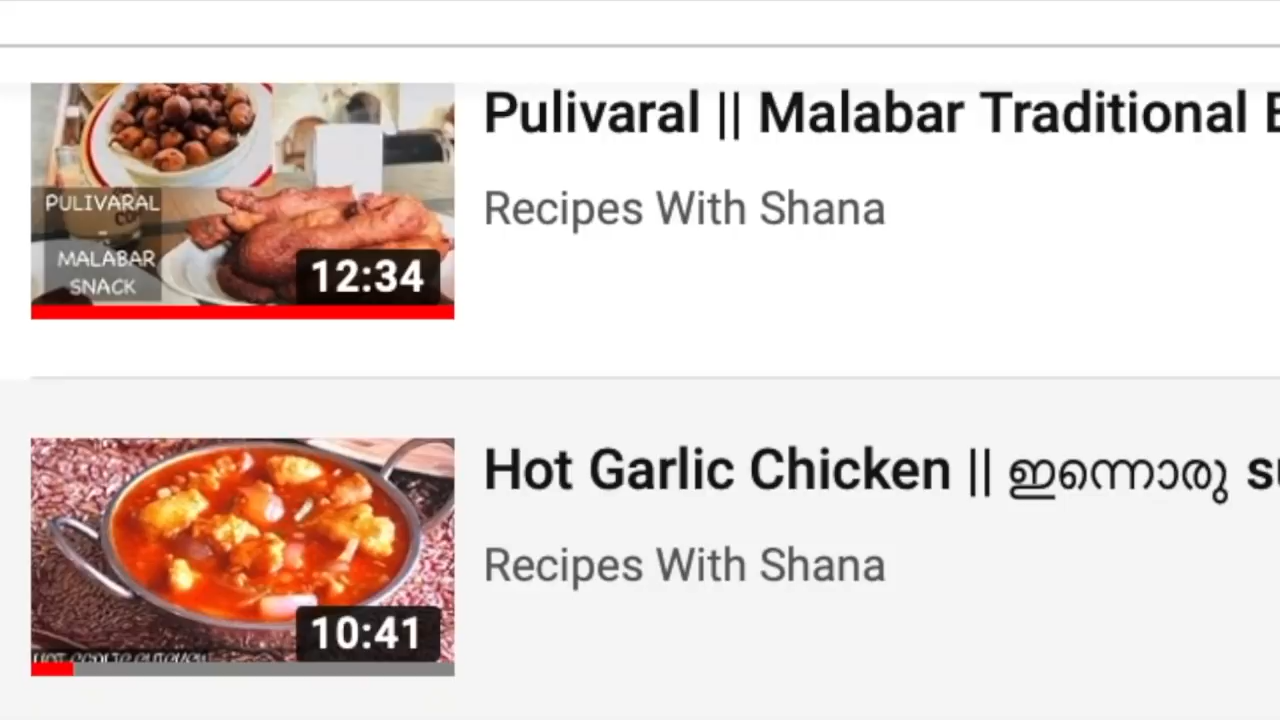 Pulivaral || Malabar Traditional
Recipes With Shana
PULIVARAL
-
MALABAR
SNACK
12:34
Hot Garlic Chicken || ഇന്നൊരു
Recipes With Shana
10:41